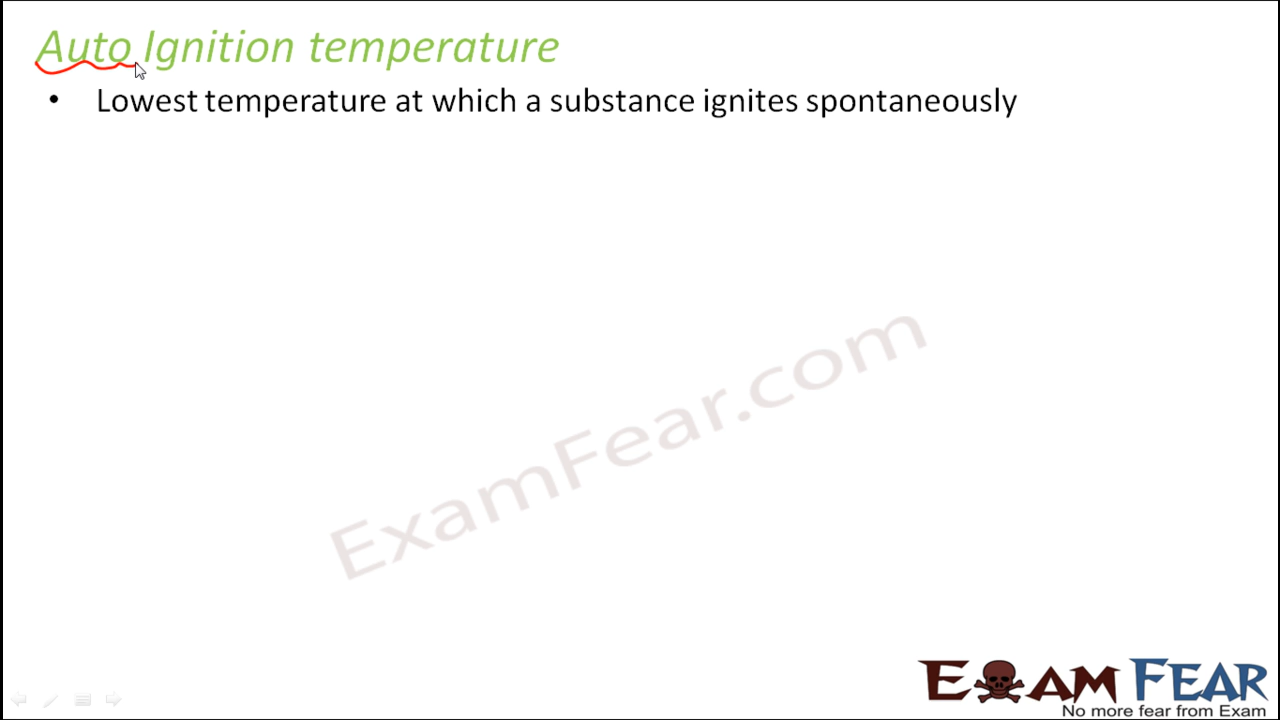 Auto Ignition temperature
• Lowest temperature at which a substance ignites spontaneously
ExamFear.com
EXAM FEAR
No more fear from Exam